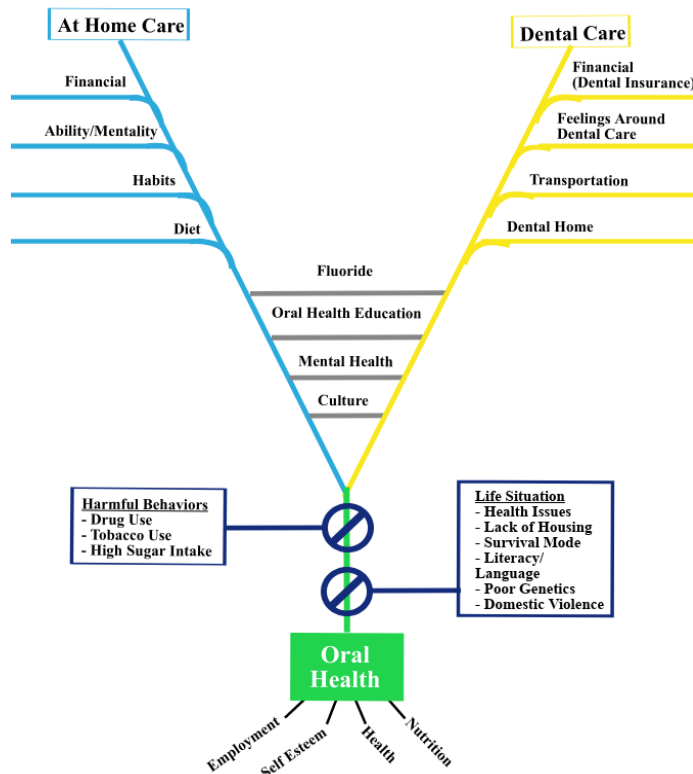 At Home Care
Dental Care
Financial
Ability/Mentality
Habits
Diet
Financial
(Dental Insurance)
Feelings Around
Dental Care
Transportation
Dental Home
Fluoride
Oral Health Education
Mental Health
Culture
Harmful Behaviors
- Drug Use
- Tobacco Use
- High Sugar Intake
Life Situation
- Health Issues
- Lack of Housing
- Survival Mode
- Literacy/
Language
- Poor Genetics
- Domestic Violence
Oral
Health
Employment
Self Esteem
Health
Nutrition